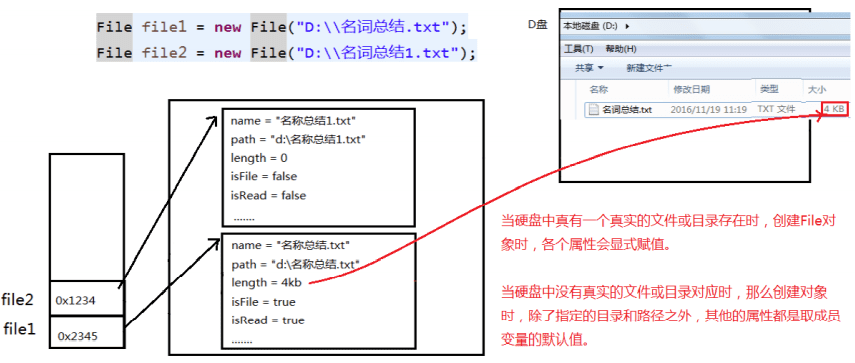 File file1 = new File("D:\\名词总结.txt");
File file2 = new File("D:\\名词总结1.txt");
D盘
本地磁盘 (D:)
工具(T) 帮助(H)
共享 新建文件
名称 修改日期 类型 大小
名词总结.txt 2016/11/19 11:19 TXT 文件 4 KB
name = "名称总结1.txt"
path = "d:\名称总结1.txt"
length = 0
isFile = false
isRead = false
.......
name = "名称总结.txt"
path = "d:\名称总结.txt"
length = 4kb
isFile = true
isRead = true
.......
file2 0x1234
file1 0x2345
当硬盘中真有一个真实的文件或目录存在时，创建File对
象时，各个属性会显式赋值。
当硬盘中没有真实的文件或目录对应时，那么创建对象
时，除了指定的目录和路径之外，其他的属性都是取成员
变量的默认值。